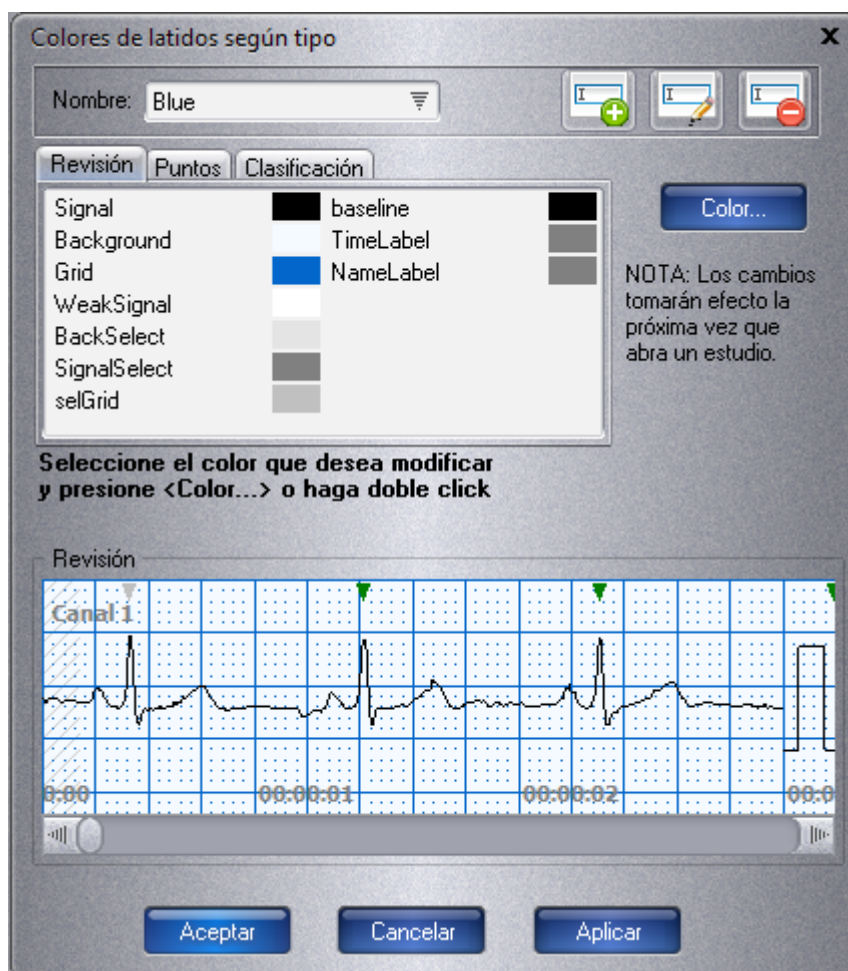 Colores de latidos según tipo
Nombre: Blue
Revisión Puntos Clasificación
Signal baseline
Background TimeLabel
Grid NameLabel
WeakSignal
BackSelect
SignalSelect
selGrid
Color...
NOTA: Los cambios
tomarán efecto la
próxima vez que
abra un estudio.
Seleccione el color que desea modificar
y presione <Color...> o haga doble click
Revisión
Canal 1
0:00 00:00:01 00:00:02 00:0
Aceptar Cancelar Aplicar